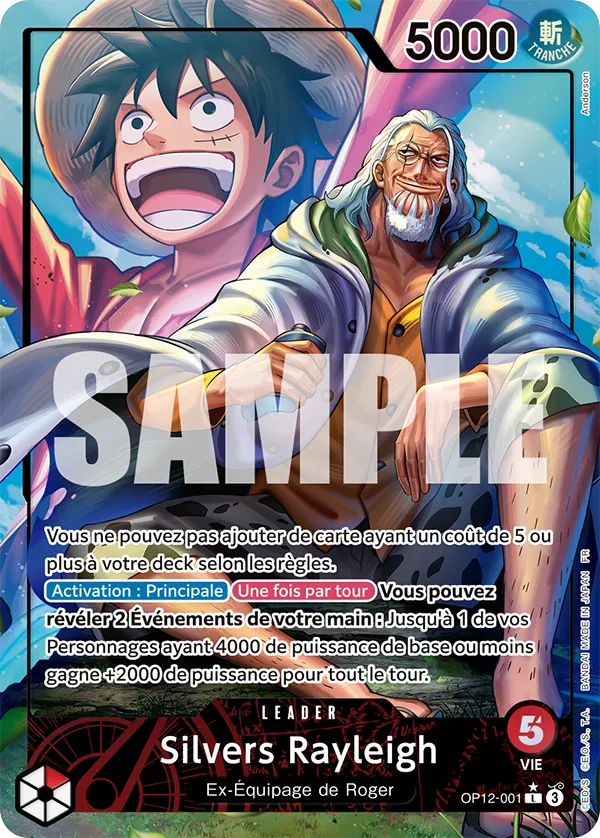 5000
斬
TRANCHE
Anderson
SAMPLE
Vous ne pouvez pas ajouter de carte ayant un coût de 5 ou
plus à votre deck selon les règles.
Activation : Principale Une fois par tour Vous pouvez
révéler 2 Événements de votre main : Jusqu'à 1 de vos
Personnages ayant 4000 de puissance de base ou moins
gagne +2000 de puissance pour tout le tour.
©E.O./S., T.A. BANDAI MADE IN JAPAN FR
LEADER
Silvers Rayleigh
5
VIE
Ex-Équipage de Roger
OP12-001 L 3